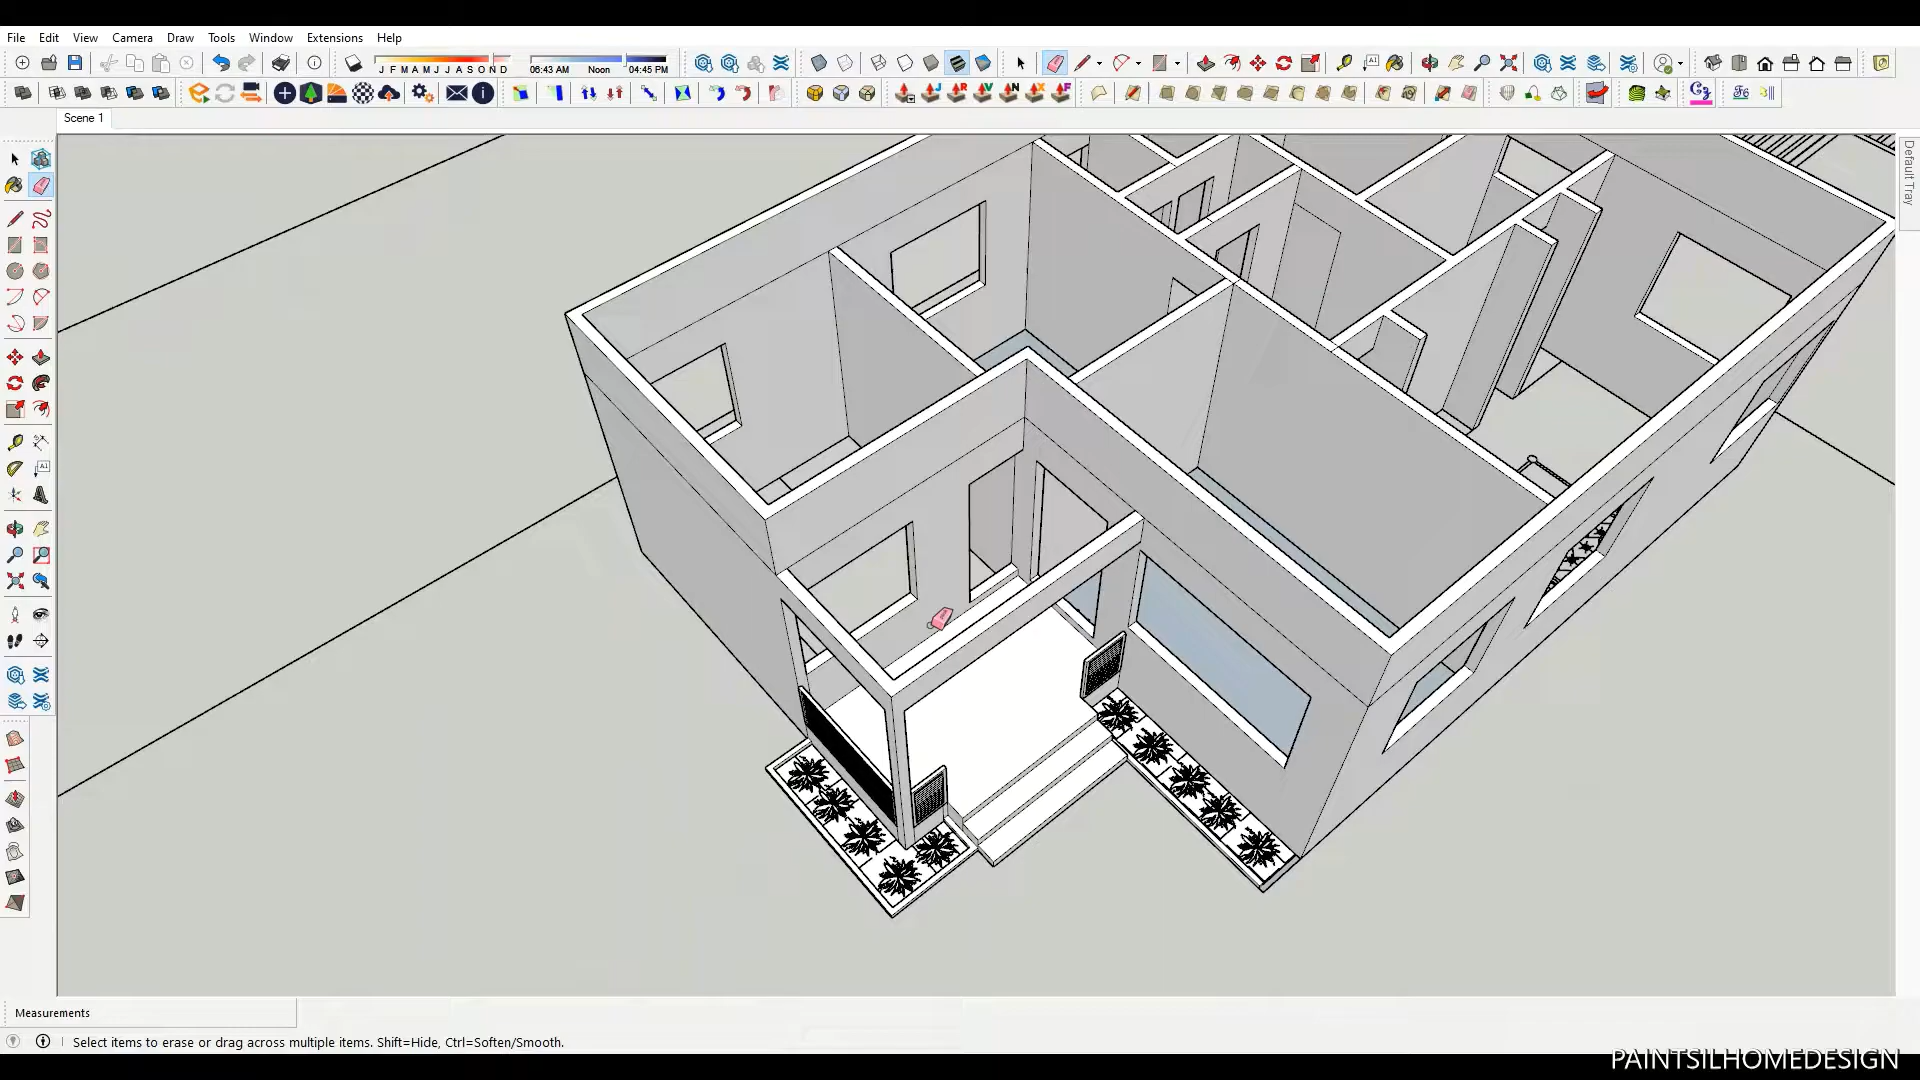 File Edit View Camera Draw Tools Window Extensions Help
J F M A M J J A S O N D
06:43 AM Noon 04:45 PM
Scene 1
Default Tray
Measurements
Select items to erase or drag across multiple items. Shift=Hide, Ctrl=Soften/Smooth.
PAINTSILHOMEDESIGN